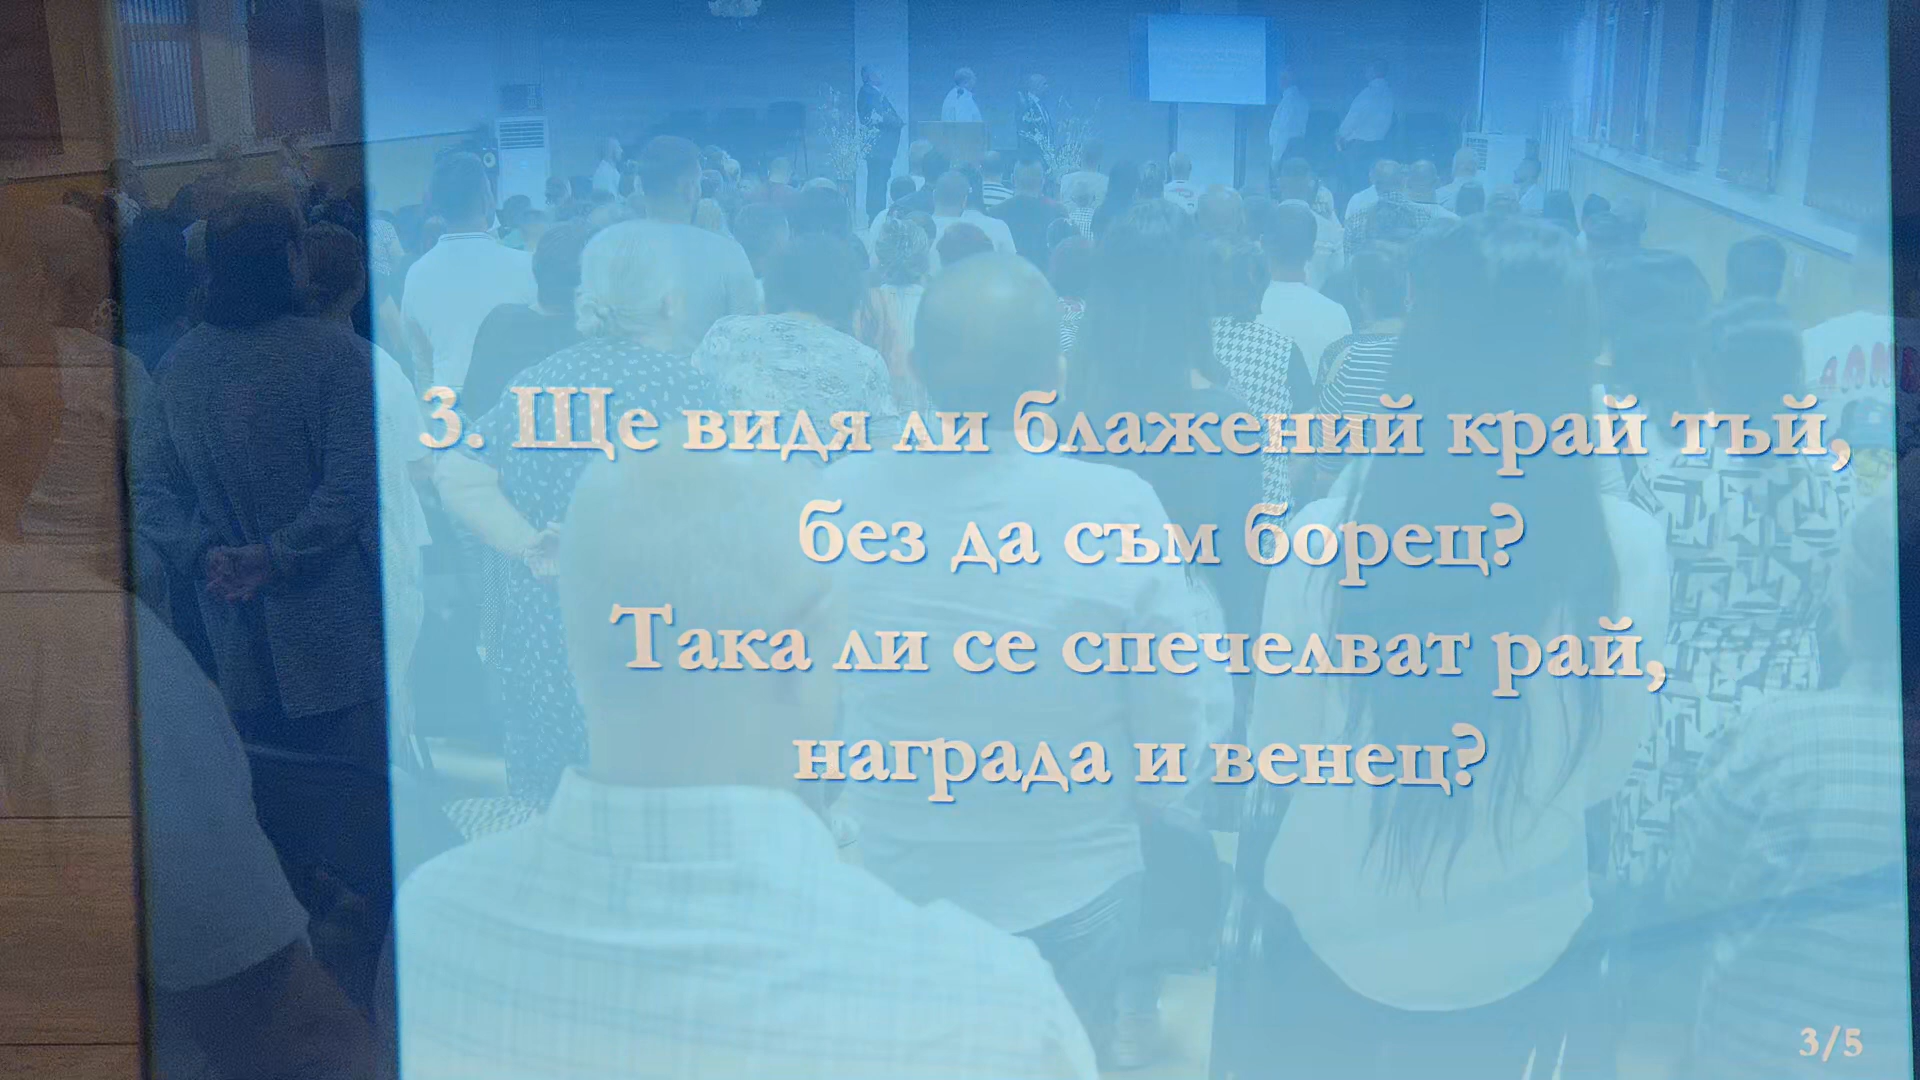 3. Ще видя ли блажений край тъй,
без да съм борец?
Така ли се спечелват рай,
награда и венец?
3/5